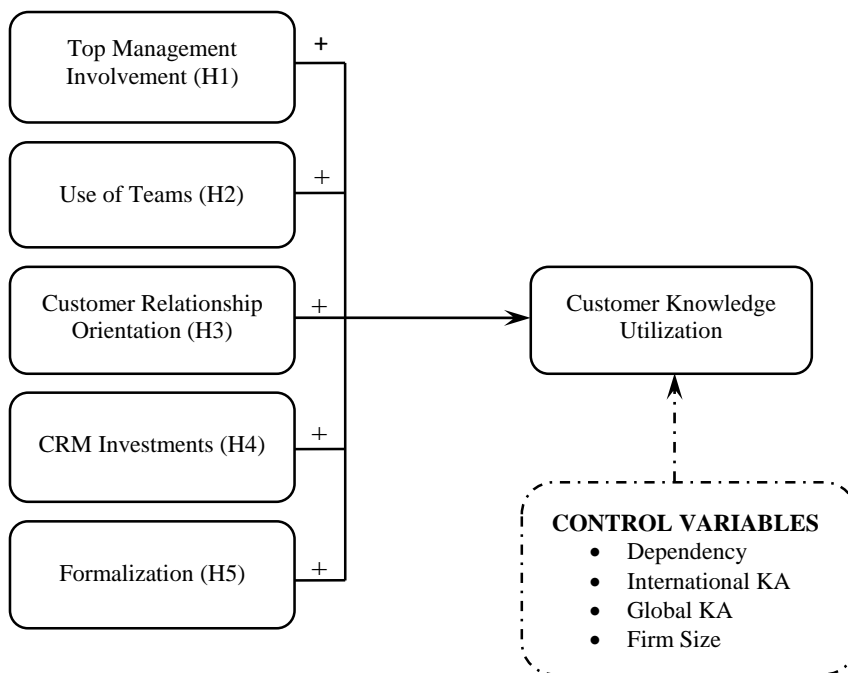 Top Management
Involvement (H1)
+
Use of Teams (H2)
+
Customer Relationship
Orientation (H3)
+
CRM Investments (H4)
+
Formalization (H5)
+
Customer Knowledge
Utilization
CONTROL VARIABLES
• Dependency
• International KA
• Global KA
• Firm Size